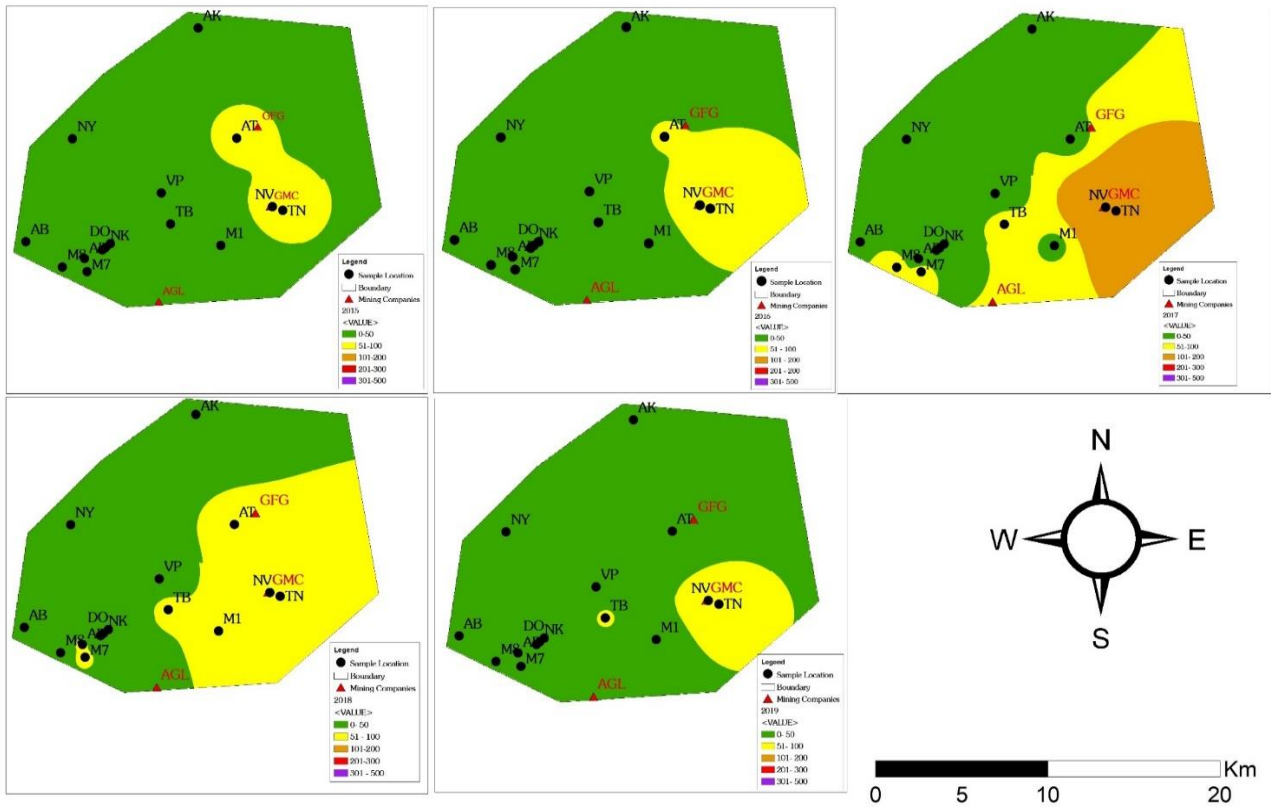 AK
AT GFG
NY
VP
NV GMC
TN
TB
AB
DO NK
M1
M8
M7
AGL
Legend
Sample Location
Boundary
Mining Companies
2015
<VALUE>
0-50
51-100
101-200
201-300
301-500
AK
GFG
AT
NY
VP
NV GMC
TN
TB
AB
DO NK
M1
M8
M7
AGL
Legend
Sample Location
Boundary
Mining Companies
2016
<VALUE>
0-50
51 - 100
101 - 200
201 - 200
301 - 500
AK
GFG
AT
NY
VP
NV GMC
TN
TB
AB
DO NK
M1
M8
M7
AGL
Legend
Sample Location
Boundary
Mining Companies
2017
<VALUE>
0-50
51-100
101- 200
201- 300
301- 500
AK
GFG
AT
NY
VP
NV GMC
TN
TB
AB
DO NK
M1
M8
M7
AGL
Legend
Sample Location
Boundary
Mining Companies
2018
<VALUE>
0- 50
51 - 100
101-200
201-300
301 - 500
AK
GFG
AT
NY
VP
NV GMC
TN
TB
AB
DO NK
M1
M8
M7
AGL
Legend
Sample Location
Boundary
Mining Companies
2019
<VALUE>
0- 50
51 - 100
101- 200
201- 300
301- 500
N
W E
S
Km
0 5 10 20